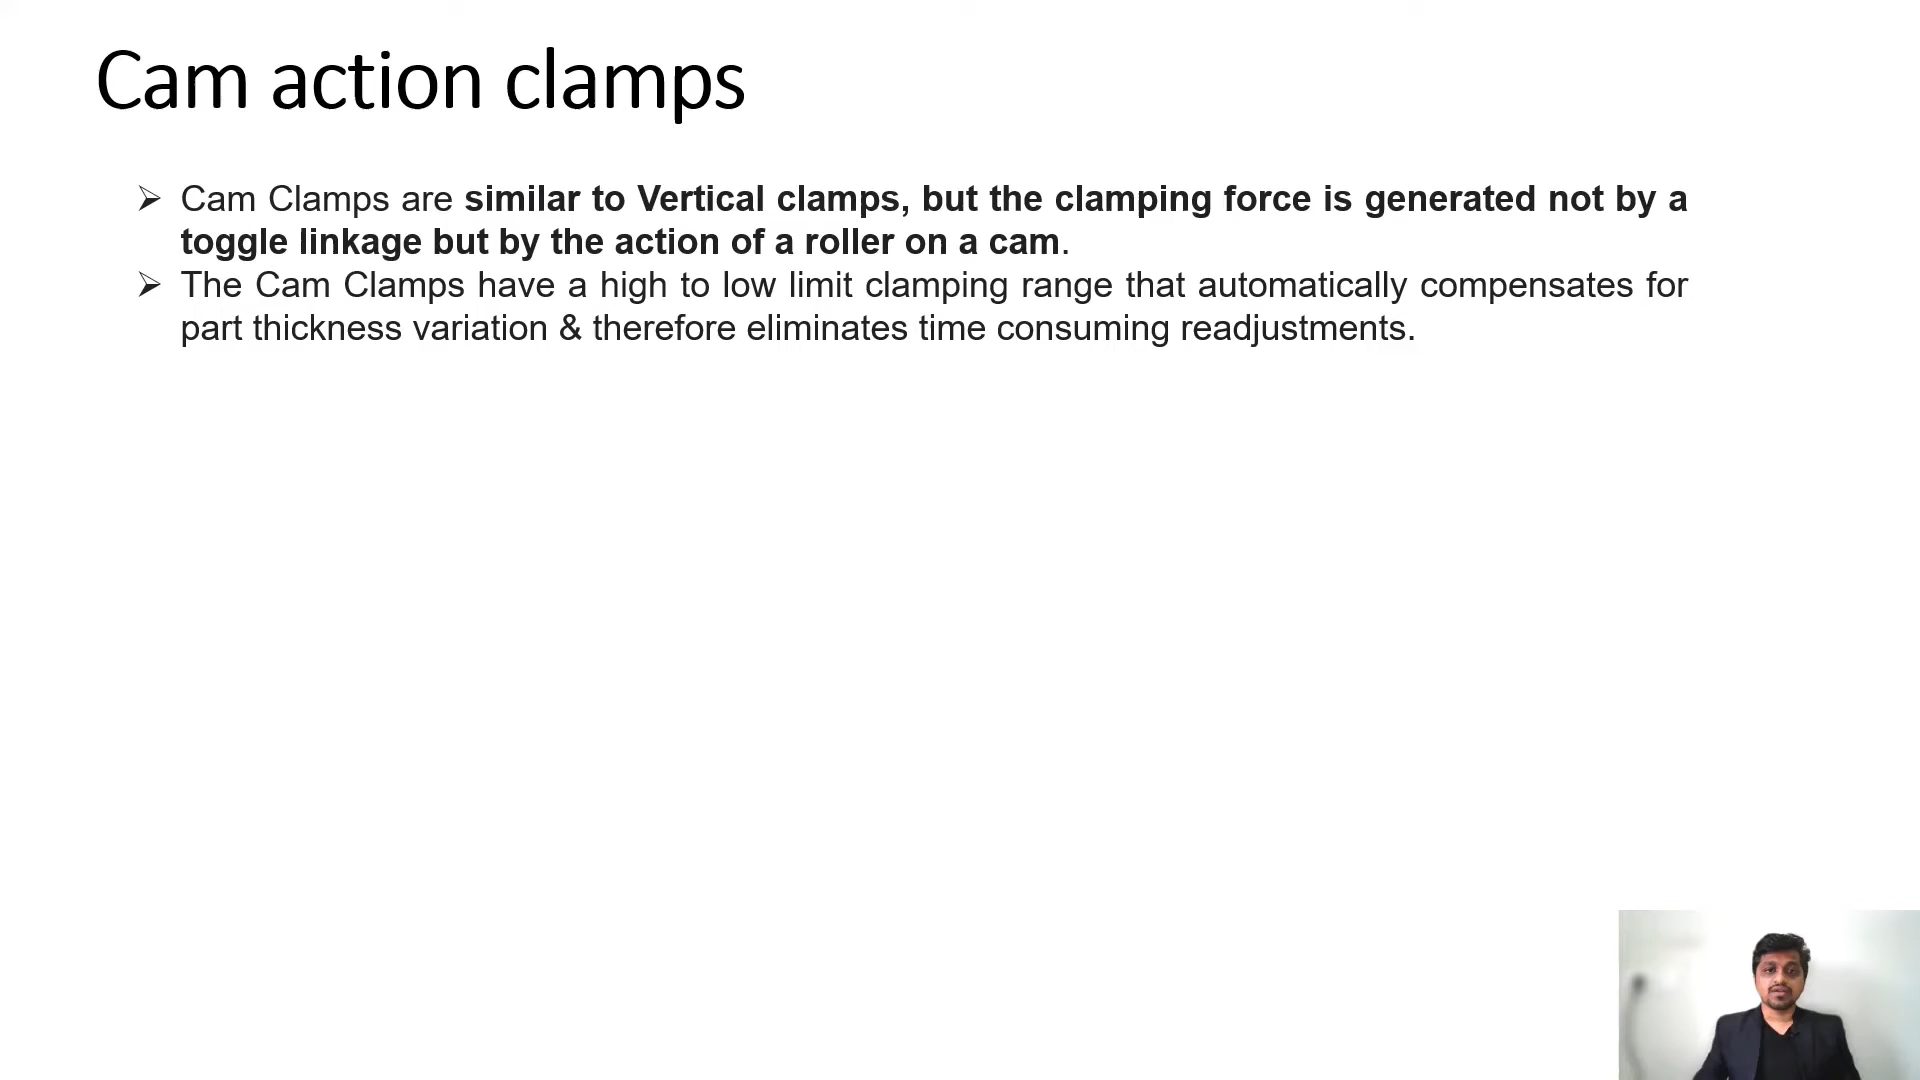 Cam action clamps
➢ Cam Clamps are similar to Vertical clamps, but the clamping force is generated not by a
toggle linkage but by the action of a roller on a cam.
➢ The Cam Clamps have a high to low limit clamping range that automatically compensates for
part thickness variation & therefore eliminates time consuming readjustments.